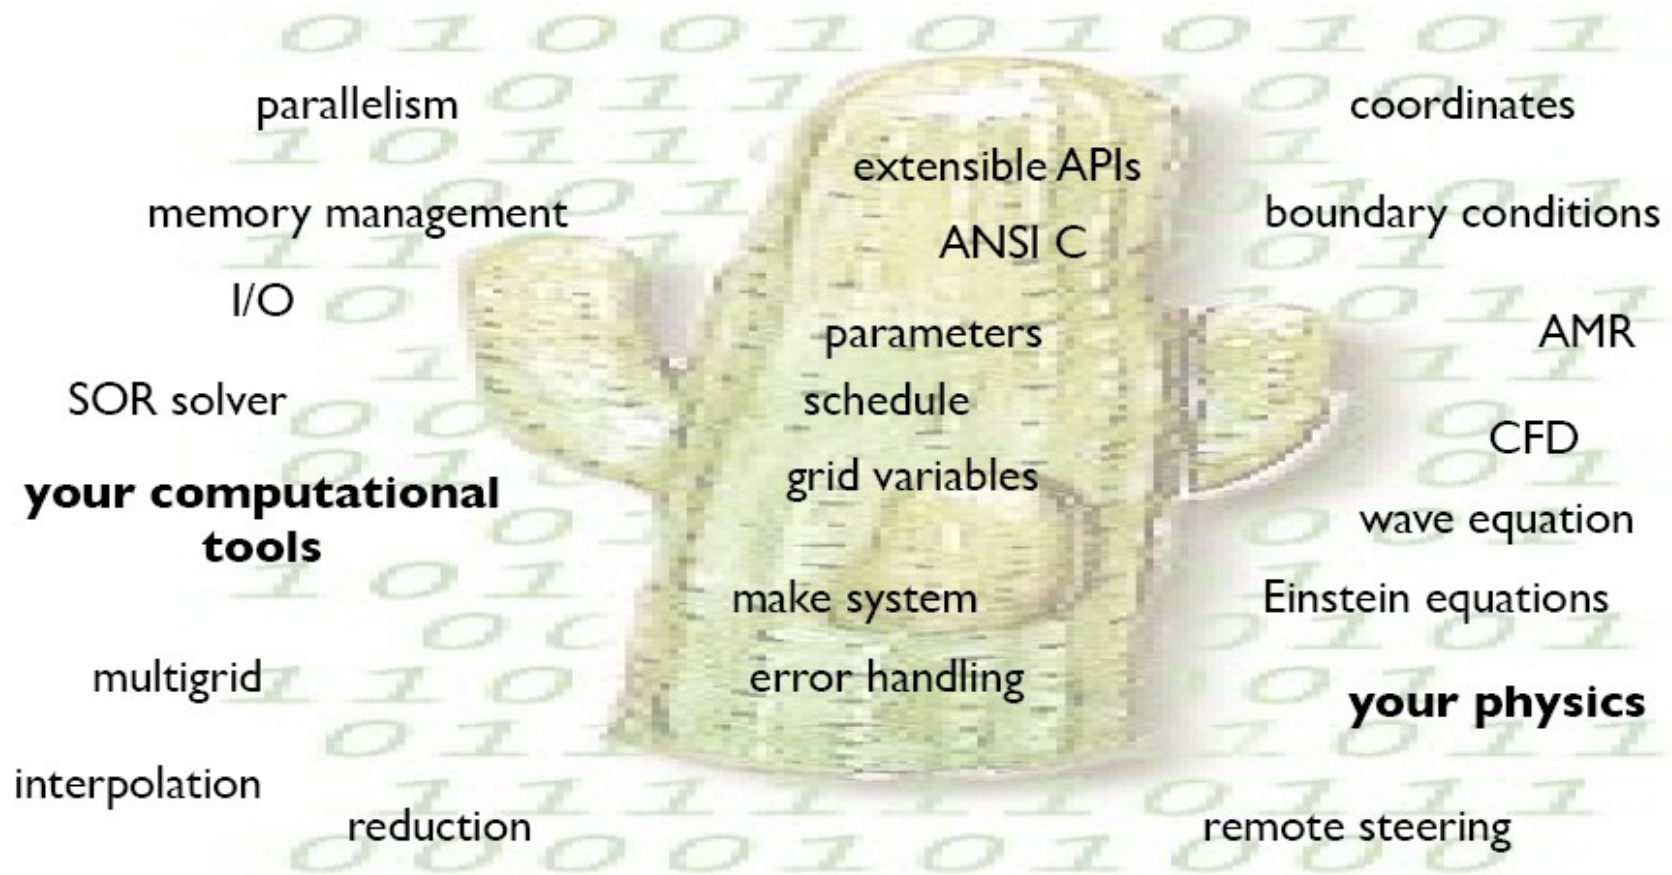 parallelism
memory management
I/O
SOR solver
your computational
tools
multigrid
interpolation
reduction
extensible APIs
ANSI C
parameters
schedule
grid variables
make system
error handling
coordinates
boundary conditions
AMR
CFD
wave equation
Einstein equations
your physics
remote steering